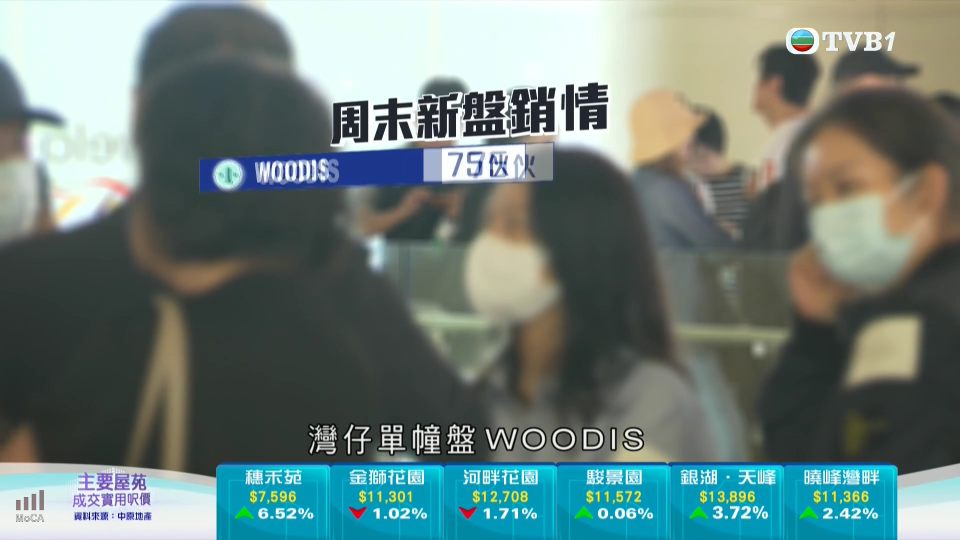 TVB1
周末新盤銷情
WOODIS
75伙
灣仔單幢盤 WOODIS
主要屋苑
成交實用呎價
資料來源：中原地產
MoCA
穗禾苑
$7,596
6.52%
金獅花園
$11,301
1.02%
河畔花園
$12,708
1.71%
駿景園
$11,572
0.06%
銀湖．天峰
$13,896
3.72%
曉峰灣畔
$11,366
2.42%